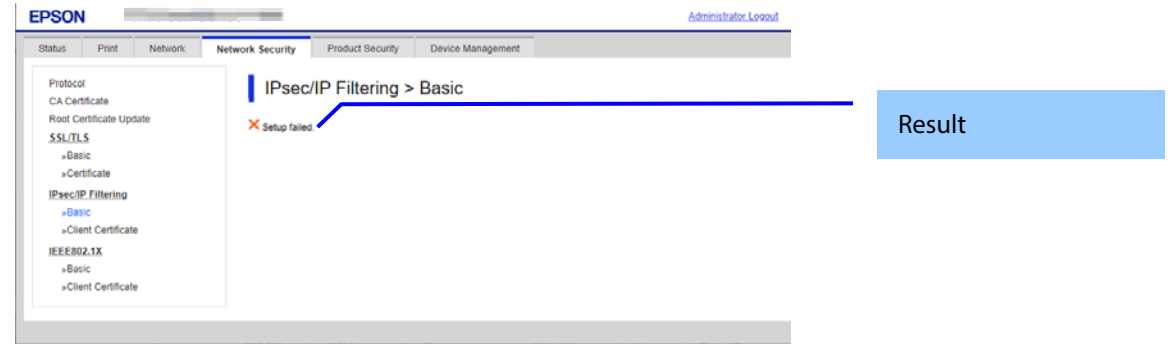 EPSON
Administrator Logout
Status Print Network Network Security Product Security Device Management
Protocol
CA Certificate
Root Certificate Update
SSL/TLS
»Basic
»Certificate
IPsec/IP Filtering
»Basic
»Client Certificate
IEEE802.1X
»Basic
»Client Certificate
IPsec/IP Filtering > Basic
Setup failed.
Result